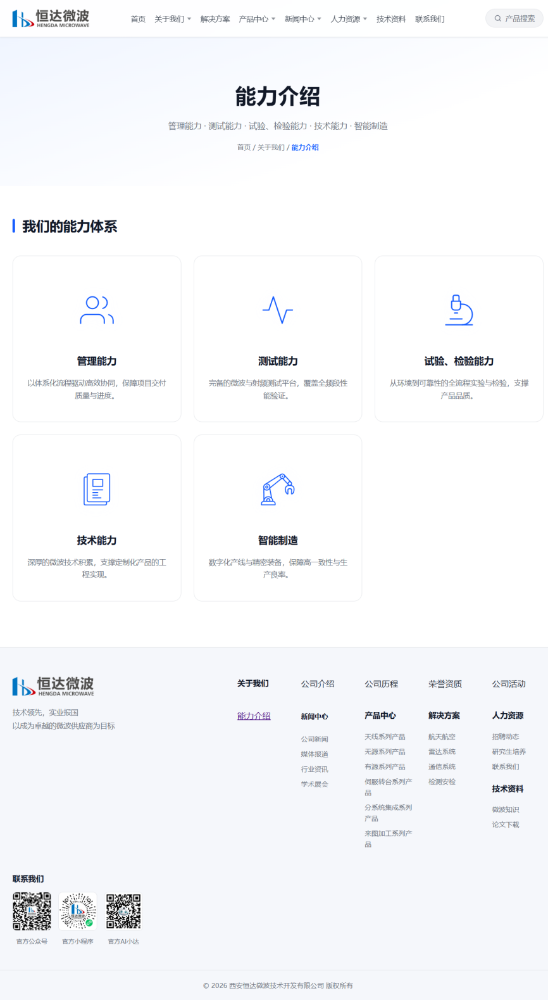 恒达微波
HENGDA MICROWAVE
首页 关于我们 解决方案 产品中心 新闻中心 人力资源 技术资料 联系我们
产品搜索
能力介绍
管理能力 · 测试能力 · 试验、检验能力 · 技术能力 · 智能制造
首页 / 关于我们 / 能力介绍
我们的能力体系
管理能力
以体系化流程驱动高效协同，保障项目交付
质量与进度。
测试能力
完备的微波与射频测试平台，覆盖全频段性
能验证。
试验、检验能力
从环境到可靠性的全流程实验与检验，支撑
产品品质。
技术能力
深厚的微波技术积累，支撑定制化产品的工
程实现。
智能制造
数字化产线与精密装备，保障高一致性与生
产良率。
恒达微波
HENGDA MICROWAVE
技术领先，实业报国
以成为卓越的微波供应商为目标
关于我们
公司介绍
公司历程
荣誉资质
公司活动
能力介绍
新闻中心
公司新闻
媒体报道
行业资讯
学术展会
产品中心
天线系列产品
无源系列产品
有源系列产品
伺服转台系列产
品
分系统集成系列
产品
来图加工系列产
品
解决方案
航天航空
雷达系统
通信系统
检测安检
人力资源
招聘动态
研究生培养
联系我们
技术资料
微波知识
论文下载
联系我们
官方公众号
官方小程序
官方AI小达
© 2026 西安恒达微波技术开发有限公司 版权所有